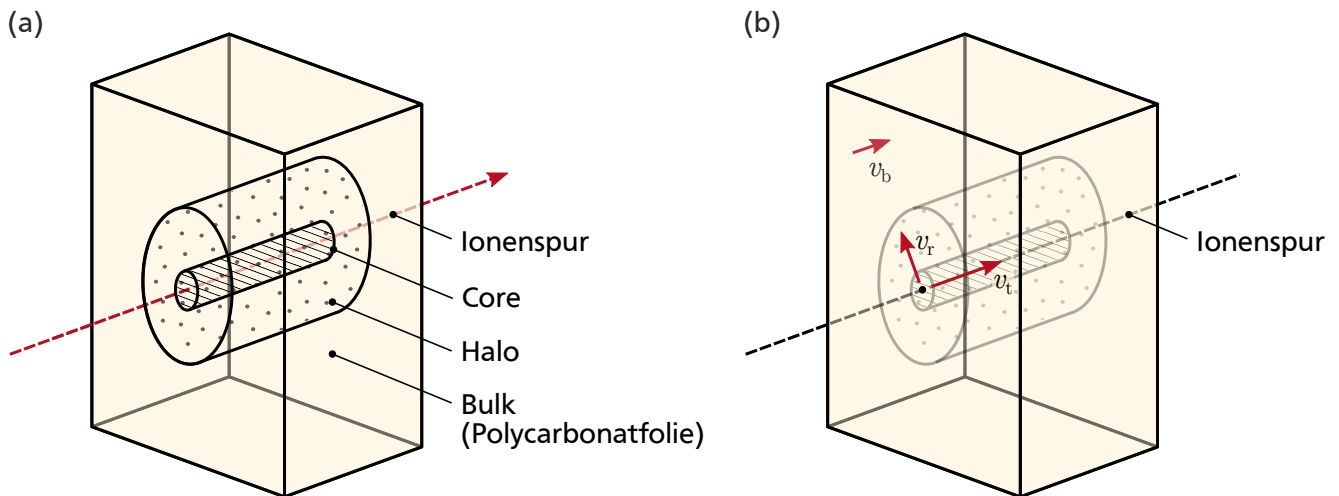 (a)
Ionenspur
Core
Halo
Bulk
(Polycarbonatfolie)
(b)
v_b
v_r
v_t
Ionenspur